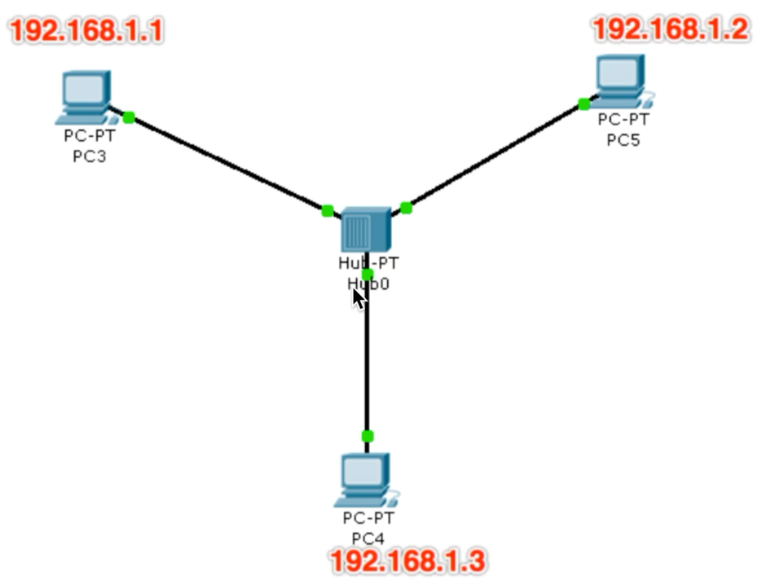 192.168.1.1
192.168.1.2
PC-PT
PC3
PC-PT
PC5
Hub-PT
Hub0
PC-PT
PC4
192.168.1.3